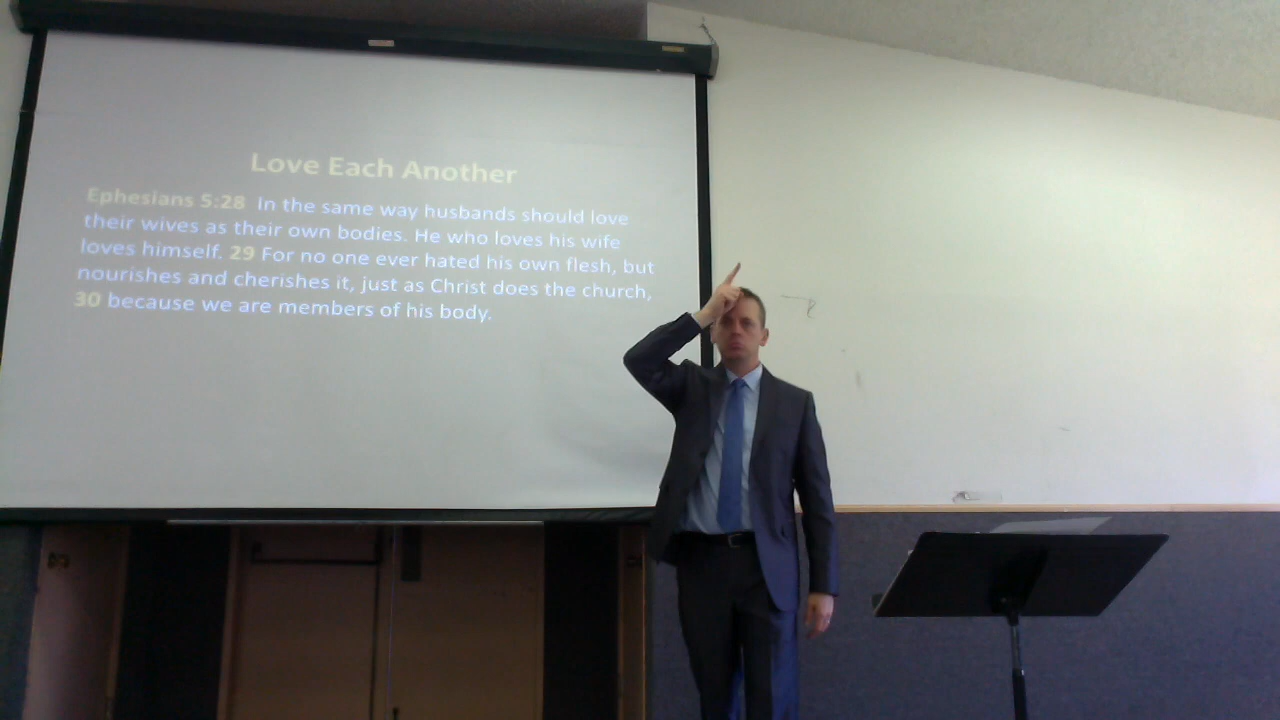 Love Each Another
Ephesians 5:28 In the same way husbands should love
their wives as their own bodies. He who loves his wife
loves himself. 29 For no one ever hated his own flesh, but
nourishes and cherishes it, just as Christ does the church,
30 because we are members of his body.